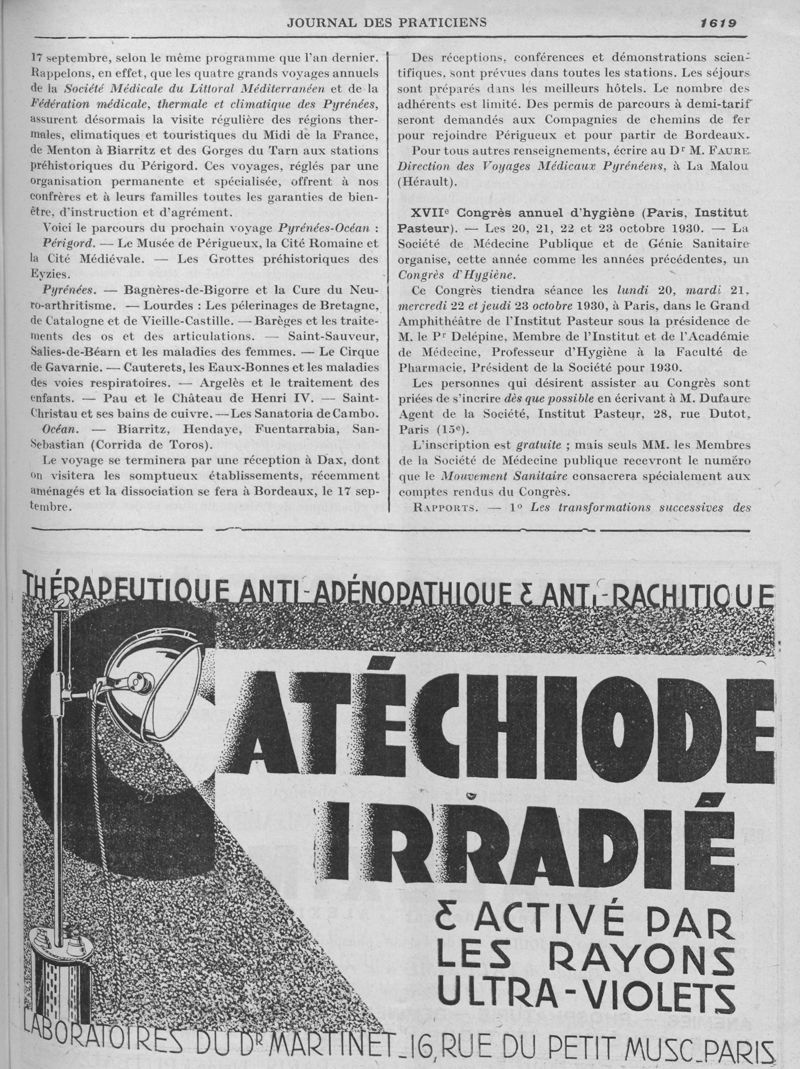 JOURNAL DES PRATICIENS
1619
17 septembre, selon le même programme que l'an dernier.
Rappelons, en effet, que les quatre grands voyages annuels
de la Société Médicale du Littoral Méditerranéen et de la
Fédération médicale, thermale et climatique des Pyrénées,
assurent désormais la visite régulière des régions ther-
males, climatiques et touristiques du Midi de la France,
de Menton à Biarritz et des Gorges du Tarn aux stations
préhistoriques du Périgord. Ces voyages, réglés par une
organisation permanente et spécialisée, offrent à nos
confrères et à leurs familles toutes les garanties de bien-
être, d'instruction et d'agrément.
Voici le parcours du prochain voyage Pyrénées-Océan :
Périgord. — Le Musée de Périgueux, la Cité Romaine et
la Cité Médiévale. — Les Grottes préhistoriques des
Eyzies.
Pyrénées. — Bagnères-de-Bigorre et la Cure du Neu-
ro-arthritisme. — Lourdes : Les pélerinages de Bretagne,
de Catalogne et de Vieille-Castille. — Barèges et les traite-
ments des os et des articulations. — Saint-Sauveur,
Salies-de-Béarn et les maladies des femmes. — Le Cirque
de Gavarnie. — Cauterets, les Eaux-Bonnes et les maladies
des voies respiratoires. — Argelès et le traitement des
enfants. — Pau et le Château de Henri IV. — Saint-
Christau et ses bains de cuivre. — Les Sanatoria de Cambo.
Océan. — Biarritz, Hendaye, Fuentarrabia, San-
Sebastian (Corrida de Toros).
Le voyage se terminera par une réception à Dax, dont
on visitera les somptueux établissements, récemment
aménagés et la dissociation se fera à Bordeaux, le 17 sep-
tembre.
Des réceptions, conférences et démonstrations scien-
tifiques, sont prévues dans toutes les stations. Les séjours
sont préparés dans les meilleurs hôtels. Le nombre des
adhérents est limité. Des permis de parcours à demi-tarif
seront demandés aux Compagnies de chemins de fer
pour rejoindre Périgueux et pour partir de Bordeaux.
Pour tous autres renseignements, écrire au Dr M. FAURE,
Direction des Voyages Médicaux Pyrénéens, à La Malou
(Hérault).
XVIIe Congrès annuel d'hygiène (Paris, Institut
Pasteur). — Les 20, 21, 22 et 23 octobre 1930. — La
Société de Médecine Publique et de Génie Sanitaire
organise, cette année comme les années précédentes, un
Congrès d'Hygiène.
Ce Congrès tiendra séance les lundi 20, mardi 21,
mercredi 22 et jeudi 23 octobre 1930, à Paris, dans le Grand
Amphithéâtre de l'Institut Pasteur sous la présidence de
M. le Pr Delépine, Membre de l'Institut et de l'Académie
de Médecine, Professeur d'Hygiène à la Faculté de
Pharmacie, Président de la Société pour 1930.
Les personnes qui désirent assister au Congrès sont
priées de s'incrire dès que possible en écrivant à M. Dufaure
Agent de la Société, Institut Pasteur, 28, rue Dutot,
Paris (15e).
L'inscription est gratuite ; mais seuls MM. les Membres
de la Société de Médecine publique recevront le numéro
que le Mouvement Sanitaire consacrera spécialement aux
comptes rendus du Congrès.
RAPPORTS. — 1o Les transformations successives des
THÉRAPEUTIQUE ANTI-ADÉNOPATHIQUE & ANTI-RACHITIQUE
CATÉCHIODE
IRRADIÉ
& ACTIVÉ PAR
LES RAYONS
ULTRA-VIOLETS
LABORATOIRES DU DR MARTINET_16, RUE DU PETIT MUSC_PARIS